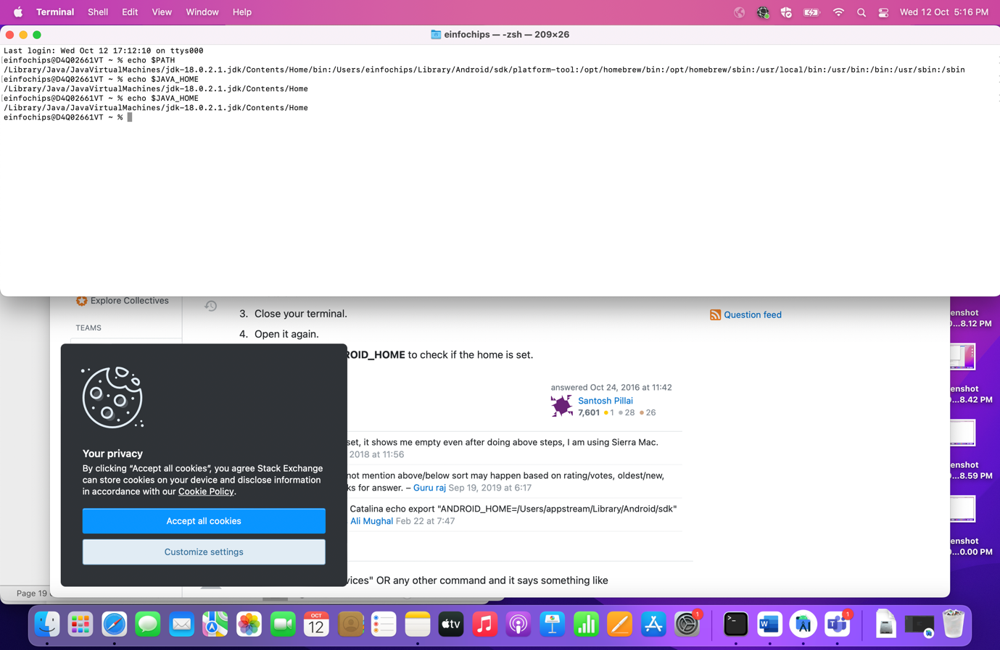 Terminal Shell Edit View Window Help Wed 12 Oct 5:16 PM
einfochips — -zsh — 209×26
Last login: Wed Oct 12 17:12:10 on ttys000
einfochips@D4Q02661VT ~ % echo $PATH
/Library/Java/JavaVirtualMachines/jdk-18.0.2.1.jdk/Contents/Home/bin:/Users/einfochips/Library/Android/sdk/platform-tool:/opt/homebrew/bin:/opt/homebrew/sbin:/usr/local/bin:/usr/bin:/bin:/usr/sbin:/sbin
einfochips@D4Q02661VT ~ % echo $JAVA_HOME
/Library/Java/JavaVirtualMachines/jdk-18.0.2.1.jdk/Contents/Home
einfochips@D4Q02661VT ~ % echo $JAVA_HOME
/Library/Java/JavaVirtualMachines/jdk-18.0.2.1.jdk/Contents/Home
einfochips@D4Q02661VT ~ %
Explore Collectives
TEAMS
3. Close your terminal.
4. Open it again.
ROID_HOME to check if the home is set.
answered Oct 24, 2016 at 11:42
Santosh Pillai
7,601 1 28 26
set, it shows me empty even after doing above steps, I am using Sierra Mac.
2018 at 11:56
not mention above/below sort may happen based on rating/votes, oldest/new,
ks for answer. – Guru raj Sep 19, 2019 at 6:17
Catalina echo export "ANDROID_HOME=/Users/appstream/Library/Android/sdk"
Ali Mughal Feb 22 at 7:47
vices" OR any other command and it says something like
Question feed
Your privacy
By clicking “Accept all cookies”, you agree Stack Exchange
can store cookies on your device and disclose information
in accordance with our Cookie Policy.
Accept all cookies
Customize settings
enshot
...8.12 PM
enshot
...8.42 PM
enshot
...8.59 PM
enshot
...0.00 PM
Page 19
OCT
12
tv
1
W
1